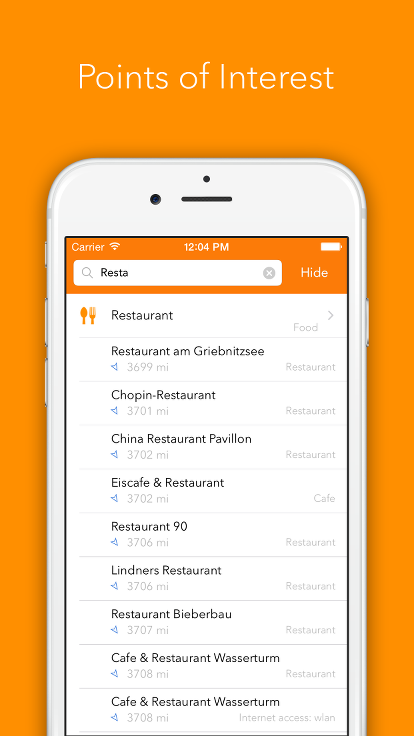 Points of Interest
Carrier 12:04 PM
Resta Hide
Restaurant
Food
Restaurant am Griebnitzsee
3699 mi Restaurant
Chopin-Restaurant
3701 mi Restaurant
China Restaurant Pavillon
3702 mi Restaurant
Eiscafe & Restaurant
3702 mi Cafe
Restaurant 90
3706 mi Restaurant
Lindners Restaurant
3706 mi Restaurant
Restaurant Bieberbau
3707 mi Restaurant
Cafe & Restaurant Wasserturm
3708 mi Restaurant
Cafe & Restaurant Wasserturm
3708 mi Internet access: wlan